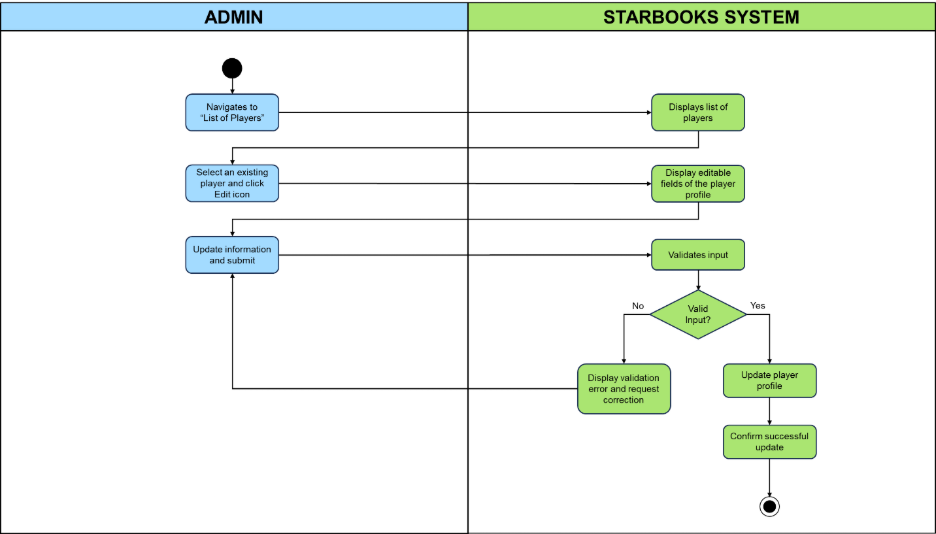 ADMIN
STARBOOKS SYSTEM
Navigates to
“List of Players”
Displays list of
players
Select an existing
player and click
Edit icon
Display editable
fields of the player
profile
Update information
and submit
Validates input
No
Valid
Input?
Yes
Display validation
error and request
correction
Update player
profile
Confirm successful
update